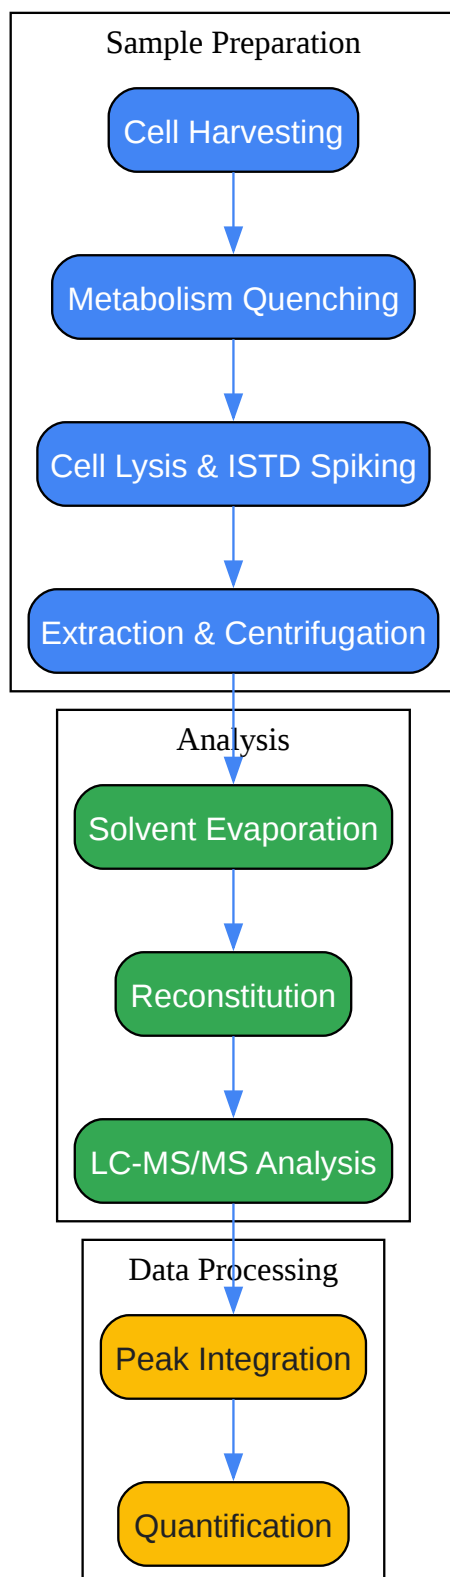 Sample Preparation
Cell Harvesting
Metabolism Quenching
Cell Lysis & ISTD Spiking
Extraction & Centrifugation
Analysis
Solvent Evaporation
Reconstitution
LC-MS/MS Analysis
Data Processing
Peak Integration
Quantification